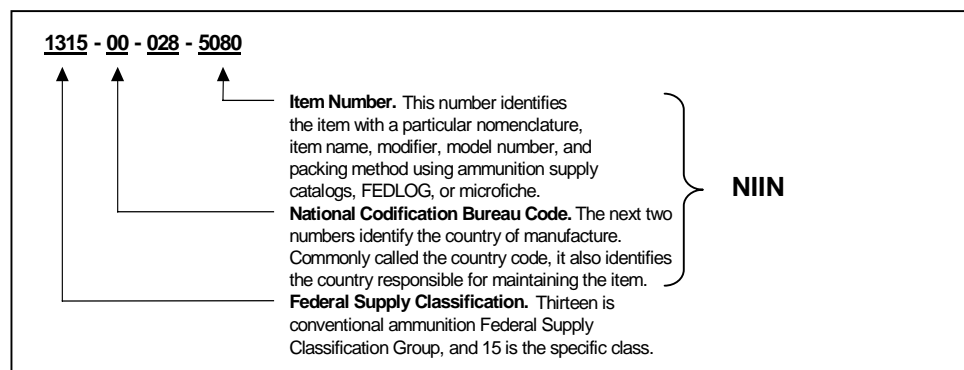 1315 - 00 - 028 - 5080
Item Number. This number identifies
the item with a particular nomenclature,
item name, modifier, model number, and
packing method using ammunition supply
catalogs, FEDLOG, or microfiche.
NIIN
National Codification Bureau Code. The next two
numbers identify the country of manufacture.
Commonly called the country code, it also identifies
the country responsible for maintaining the item.
Federal Supply Classification. Thirteen is
conventional ammunition Federal Supply
Classification Group, and 15 is the specific class.